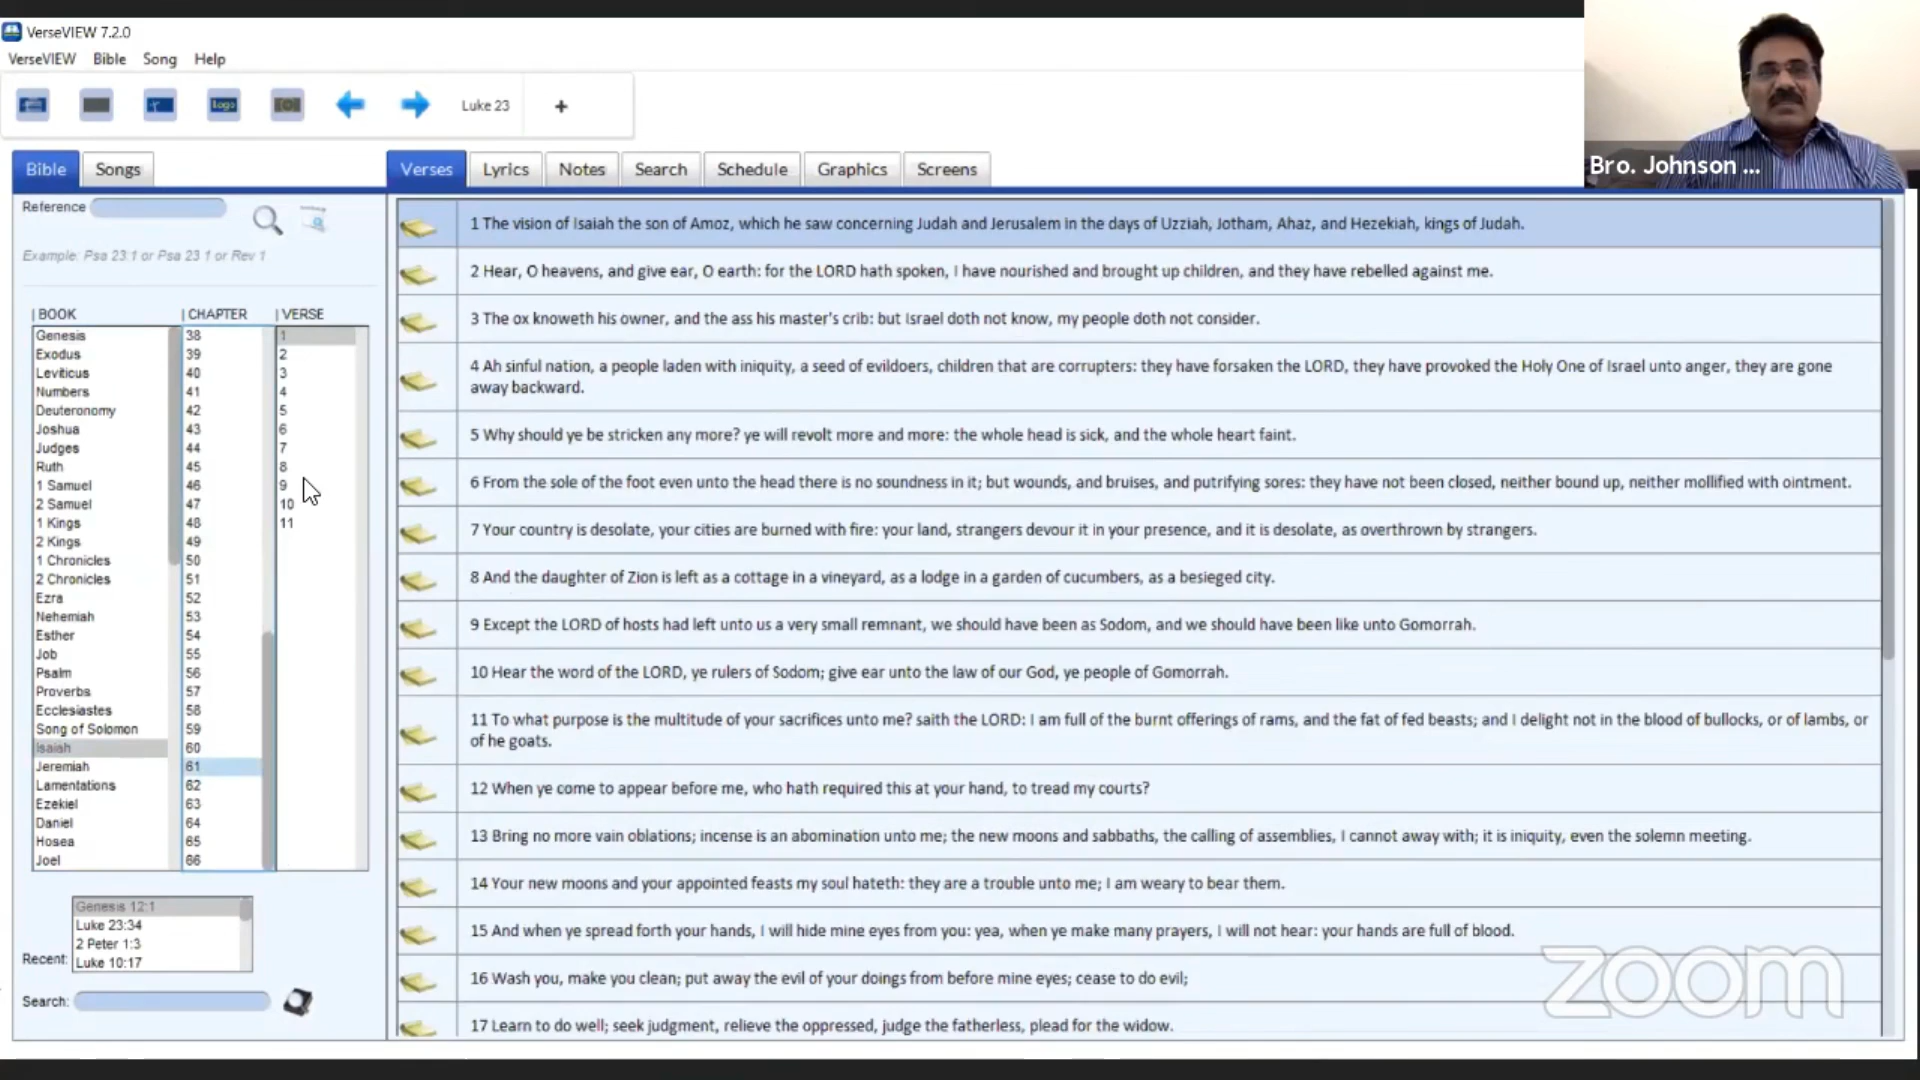 VerseVIEW 7.2.0
VerseVIEW Bible Song Help
Logo
Luke 23 +
Bro. Johnson ...
Bible Songs
Verses Lyrics Notes Search Schedule Graphics Screens
Reference
Example: Psa 23:1 or Psa 23 1 or Rev 1
| BOOK | CHAPTER | VERSE
Genesis 38 1
Exodus 39 2
Leviticus 40 3
Numbers 41 4
Deuteronomy 42 5
Joshua 43 6
Judges 44 7
Ruth 45 8
1 Samuel 46 9
2 Samuel 47 10
1 Kings 48 11
2 Kings 49
1 Chronicles 50
2 Chronicles 51
Ezra 52
Nehemiah 53
Esther 54
Job 55
Psalm 56
Proverbs 57
Ecclesiastes 58
Song of Solomon 59
Isaiah 60
Jeremiah 61
Lamentations 62
Ezekiel 63
Daniel 64
Hosea 65
Joel 66
Genesis 12:1
Luke 23:34
2 Peter 1:3
Recent: Luke 10:17
Search:
1 The vision of Isaiah the son of Amoz, which he saw concerning Judah and Jerusalem in the days of Uzziah, Jotham, Ahaz, and Hezekiah, kings of Judah.
2 Hear, O heavens, and give ear, O earth: for the LORD hath spoken, I have nourished and brought up children, and they have rebelled against me.
3 The ox knoweth his owner, and the ass his master's crib: but Israel doth not know, my people doth not consider.
4 Ah sinful nation, a people laden with iniquity, a seed of evildoers, children that are corrupters: they have forsaken the LORD, they have provoked the Holy One of Israel unto anger, they are gone
away backward.
5 Why should ye be stricken any more? ye will revolt more and more: the whole head is sick, and the whole heart faint.
6 From the sole of the foot even unto the head there is no soundness in it; but wounds, and bruises, and putrifying sores: they have not been closed, neither bound up, neither mollified with ointment.
7 Your country is desolate, your cities are burned with fire: your land, strangers devour it in your presence, and it is desolate, as overthrown by strangers.
8 And the daughter of Zion is left as a cottage in a vineyard, as a lodge in a garden of cucumbers, as a besieged city.
9 Except the LORD of hosts had left unto us a very small remnant, we should have been as Sodom, and we should have been like unto Gomorrah.
10 Hear the word of the LORD, ye rulers of Sodom; give ear unto the law of our God, ye people of Gomorrah.
11 To what purpose is the multitude of your sacrifices unto me? saith the LORD: I am full of the burnt offerings of rams, and the fat of fed beasts; and I delight not in the blood of bullocks, or of lambs, or
of he goats.
12 When ye come to appear before me, who hath required this at your hand, to tread my courts?
13 Bring no more vain oblations; incense is an abomination unto me; the new moons and sabbaths, the calling of assemblies, I cannot away with; it is iniquity, even the solemn meeting.
14 Your new moons and your appointed feasts my soul hateth: they are a trouble unto me; I am weary to bear them.
15 And when ye spread forth your hands, I will hide mine eyes from you: yea, when ye make many prayers, I will not hear: your hands are full of blood.
16 Wash you, make you clean; put away the evil of your doings from before mine eyes; cease to do evil;
17 Learn to do well; seek judgment, relieve the oppressed, judge the fatherless, plead for the widow.
zoom